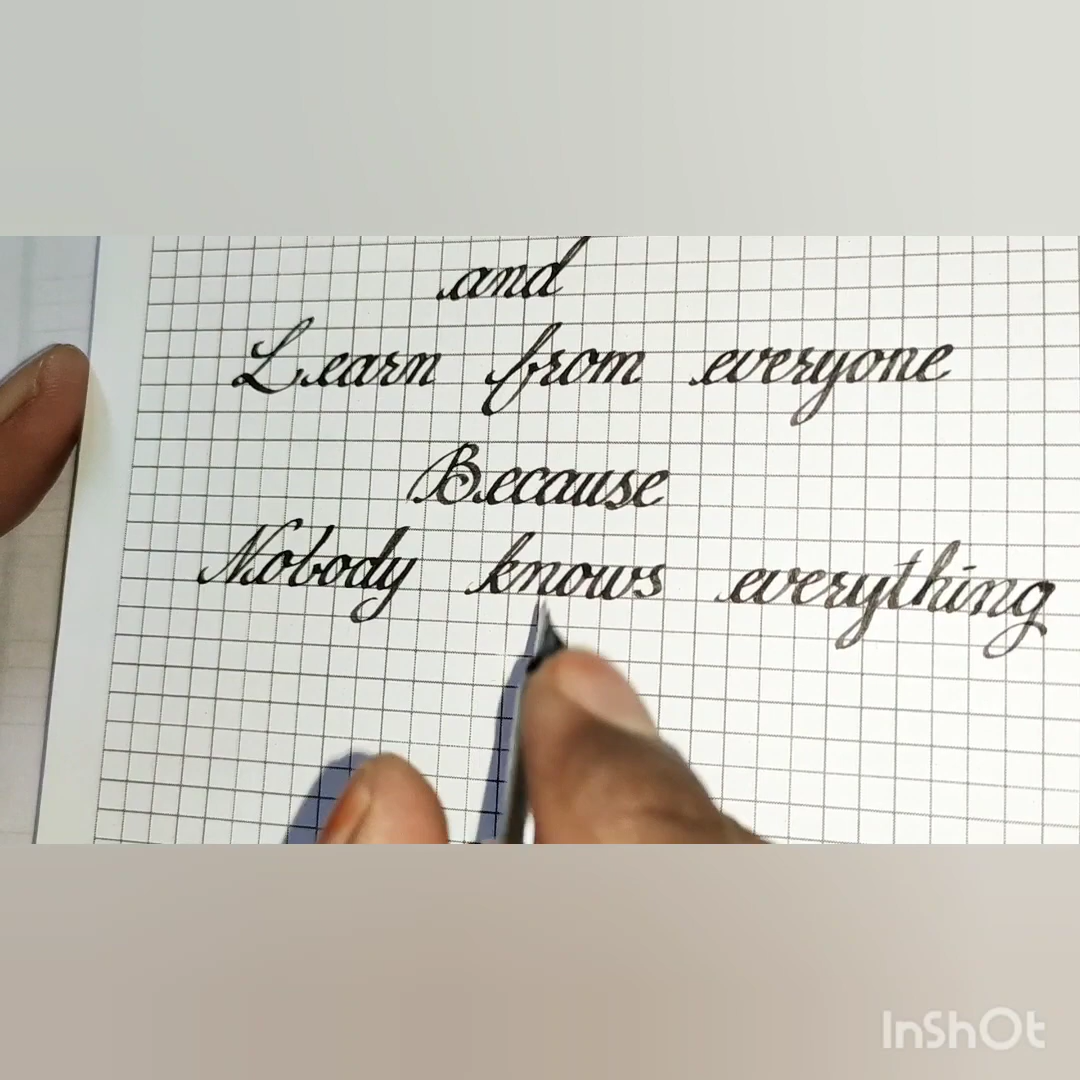 and
Learn from everyone
Because
Nobody knows everything
InShOt